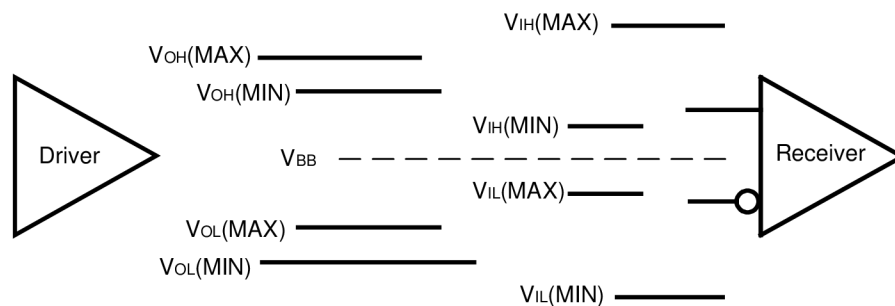 VIH(MAX)
VOH(MAX)
VOH(MIN)
VIH(MIN)
Driver
VBB
Receiver
VIL(MAX)
VOL(MAX)
VOL(MIN)
VIL(MIN)